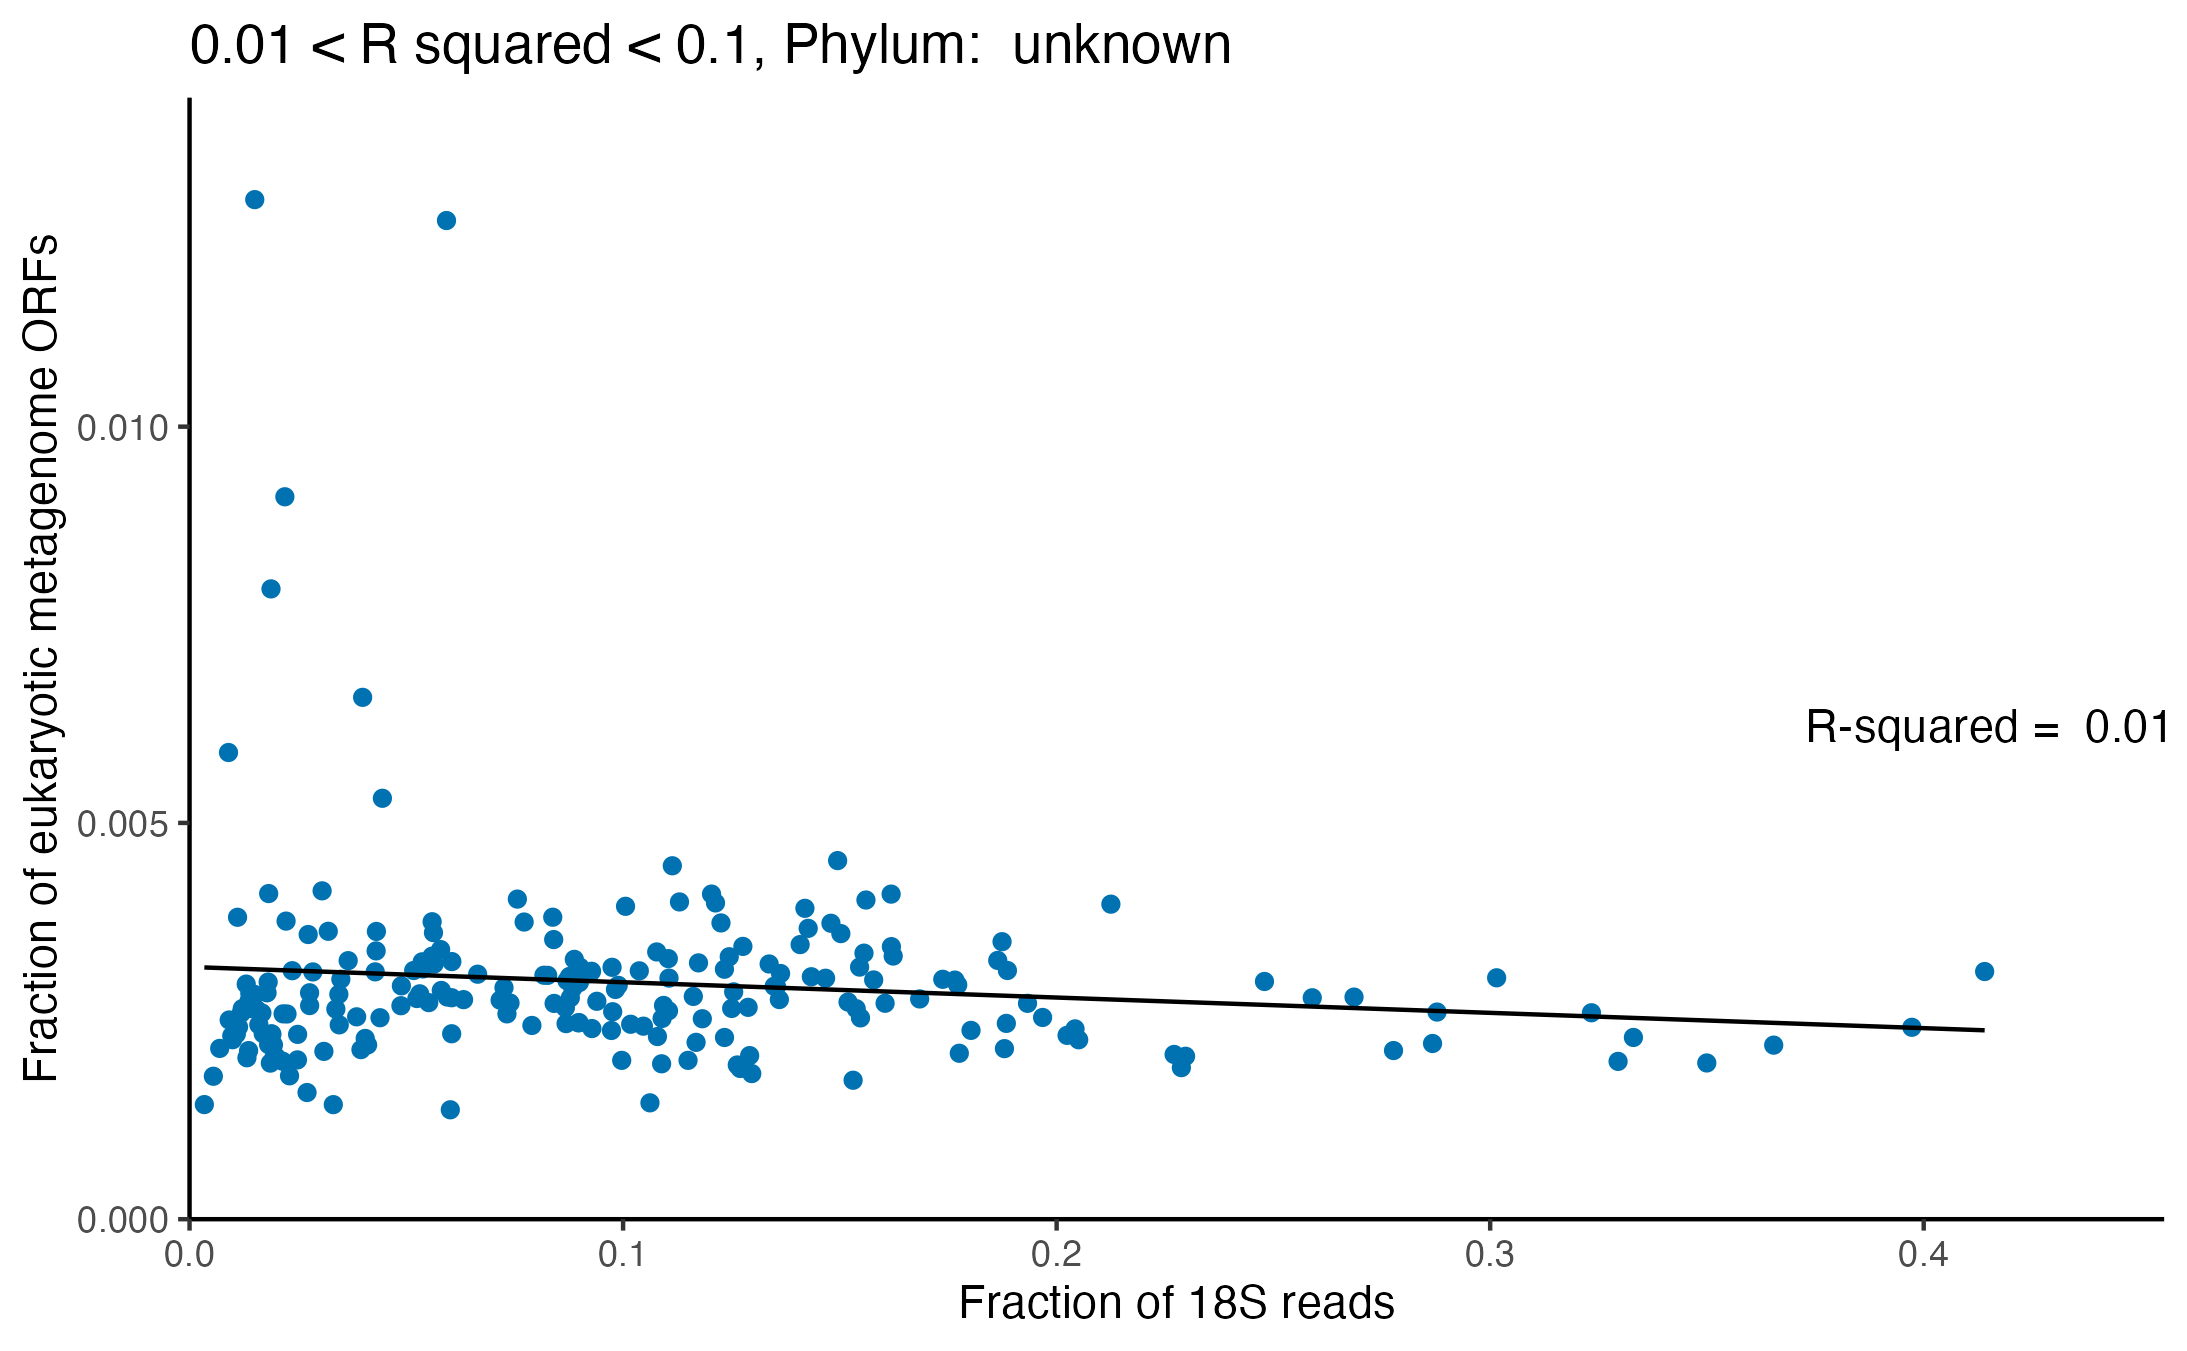 0.01 < R squared < 0.1, Phylum:  unknown
Fraction of eukaryotic metagenome ORFs
0.010
0.005
0.000
R-squared =  0.01
0.0 0.1 0.2 0.3 0.4
Fraction of 18S reads